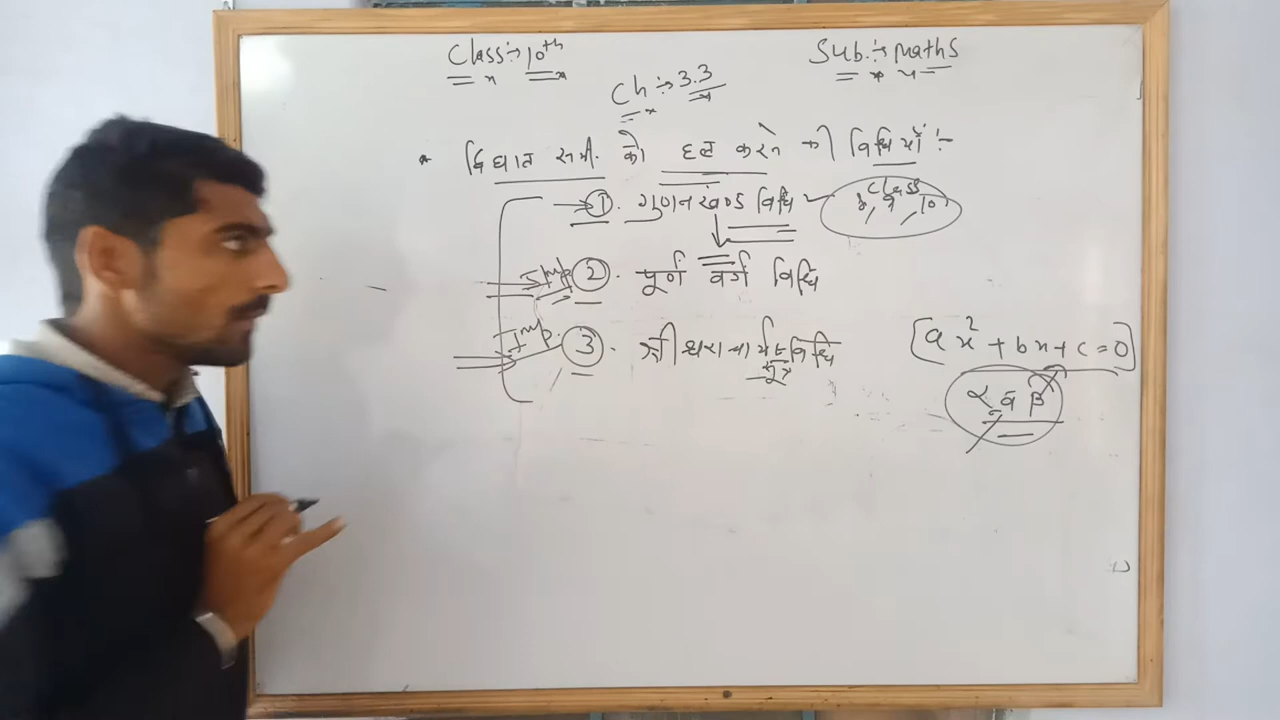 Class:- 10th
Sub.:- Maths
Ch:- 3.3
* द्विघात समी. को हल करने की विधियाँ :-
1. गुणनखंड विधि
Class
8, 9, 10
Imp 2. पूर्ण वर्ग विधि
Imp. 3. श्री धराचार्य विधि
सूत्र
[ax² + bx + c = 0]
α व β